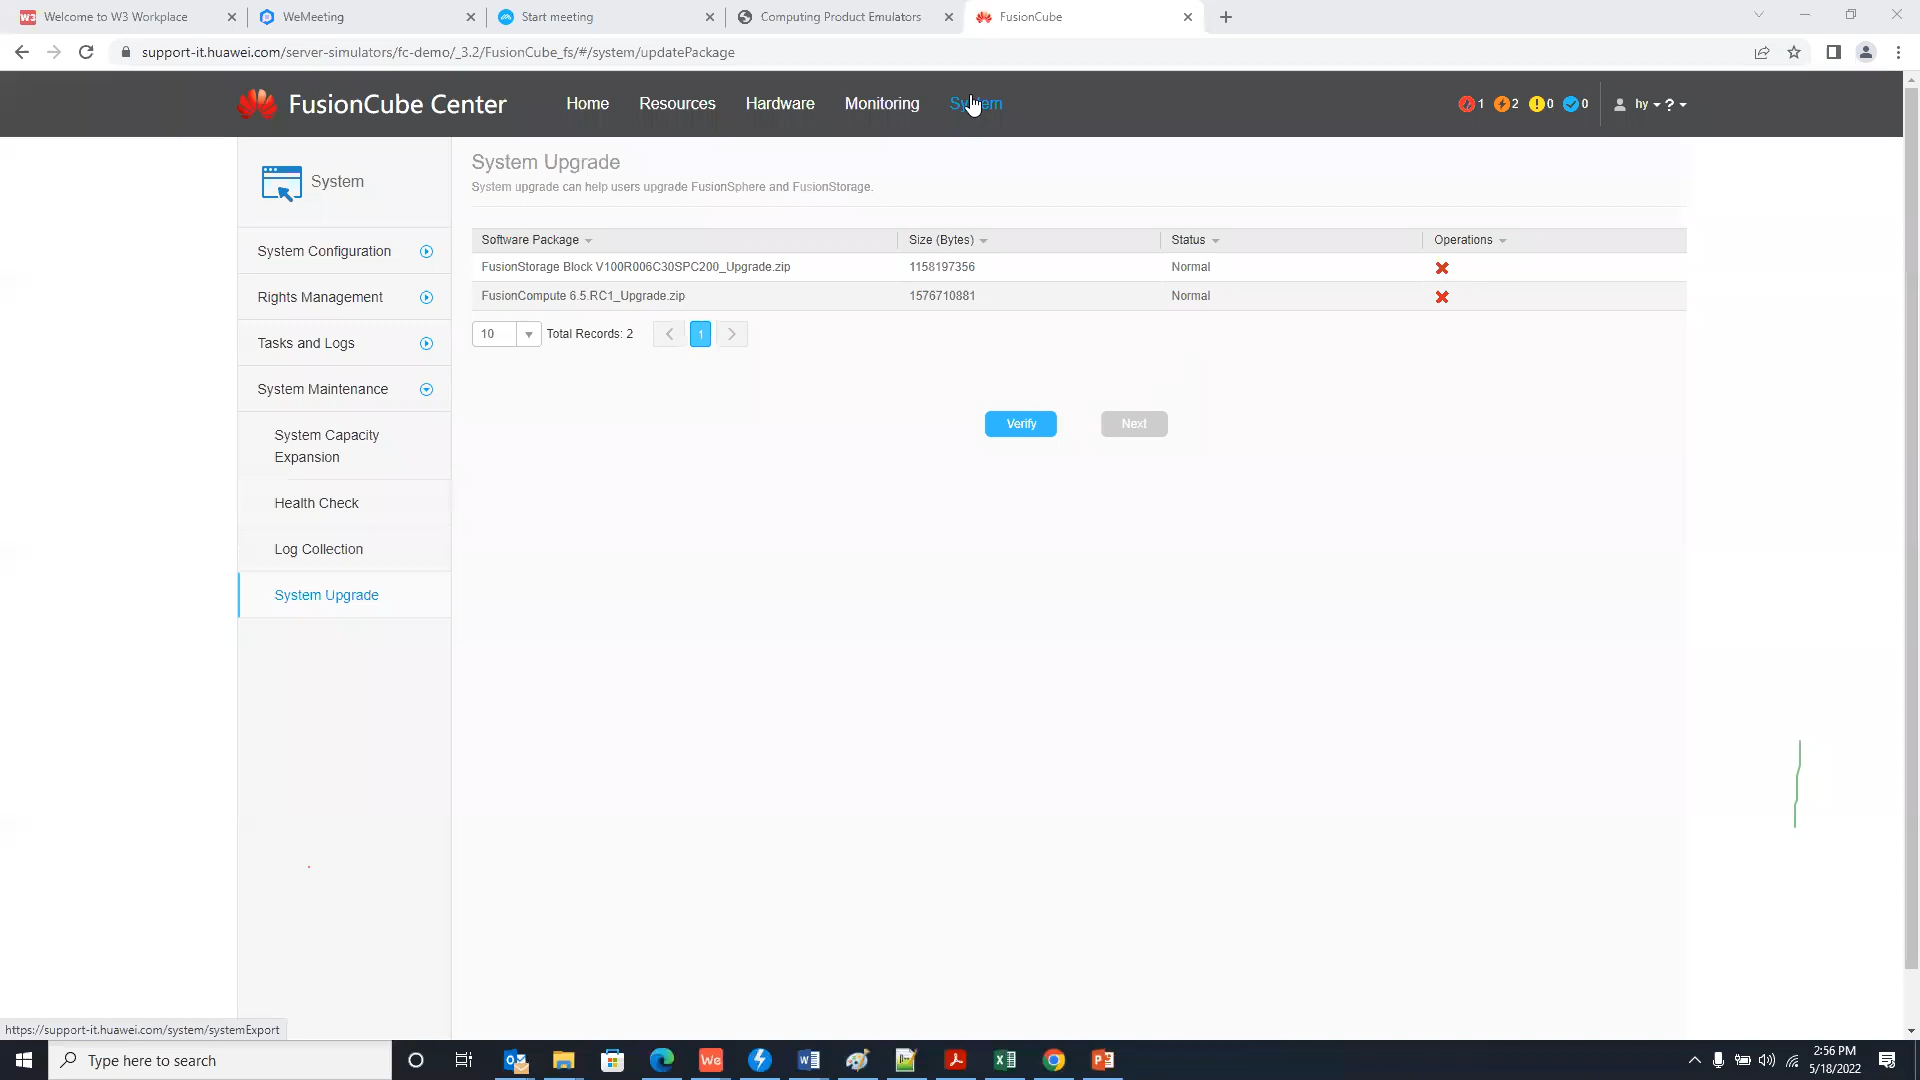 W3 Welcome to W3 Workplace
WeMeeting
Start meeting
Computing Product Emulators
FusionCube
support-it.huawei.com/server-simulators/fc-demo/_3.2/FusionCube_fs/#/system/updatePackage
FusionCube Center
Home
Resources
Hardware
Monitoring
System
1
2
0
0
hy
?
System
System Configuration
Rights Management
Tasks and Logs
System Maintenance
System Capacity
Expansion
Health Check
Log Collection
System Upgrade
System Upgrade
System upgrade can help users upgrade FusionSphere and FusionStorage.
Software Package Size (Bytes) Status Operations
FusionStorage Block V100R006C30SPC200_Upgrade.zip 1158197356 Normal
FusionCompute 6.5.RC1_Upgrade.zip 1576710881 Normal
10 Total Records: 2 1
Verify Next
https://support-it.huawei.com/system/systemExport
Type here to search
We
2:56 PM
5/18/2022